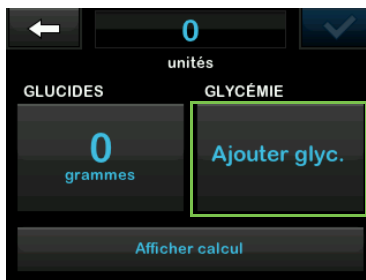 0
unités
GLUCIDES
GLYCÉMIE
0
grammes
Ajouter glyc.
Afficher calcul